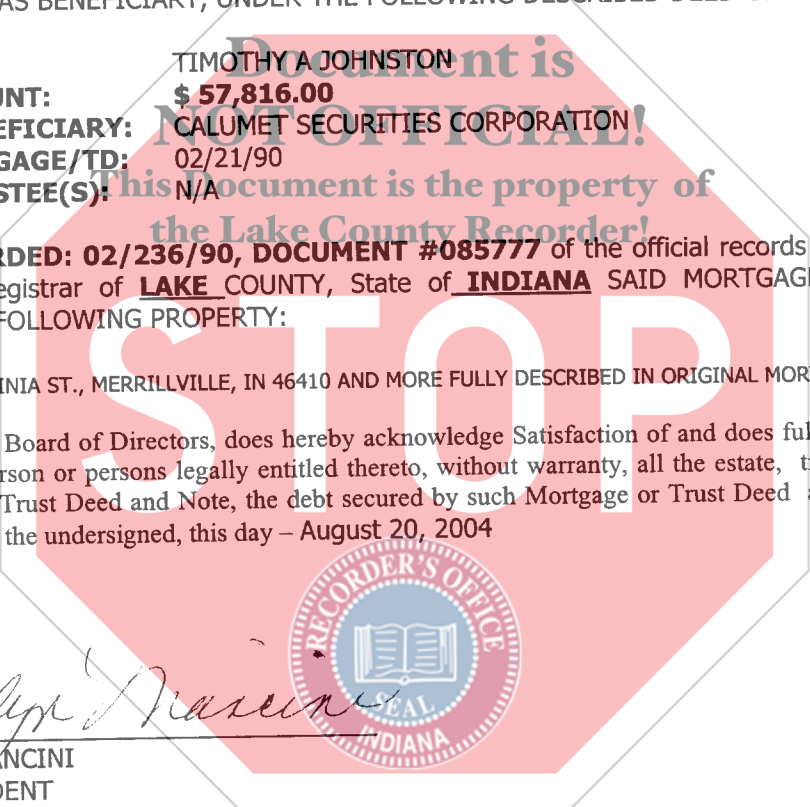 AS BENEFICIARY, UNDER THE FOLLOWING DESCRIBED DEED
TIMOTHY A JOHNSTON
Document is
UNT: $ 57,816.00
NOT OFFICIAL!
EFICIARY: CALUMET SECURITIES CORPORATION
GAGE/TD: 02/21/90
STEE(S): N/A
This Document is the property of
the Lake County Recorder!
RDED: 02/236/90, DOCUMENT #085777 of the official records
egistrar of LAKE COUNTY, State of INDIANA SAID MORTGAG
FOLLOWING PROPERTY:
STOP
INIA ST., MERRILLVILLE, IN 46410 AND MORE FULLY DESCRIBED IN ORIGINAL MOR
Board of Directors, does hereby acknowledge Satisfaction of and does ful
rson or persons legally entitled thereto, without warranty, all the estate, t
Trust Deed and Note, the debt secured by such Mortgage or Trust Deed
the undersigned, this day – August 20, 2004
RECORDER'S OFFICE
SEAL
INDIANA
Mancini
ANCINI
DENT